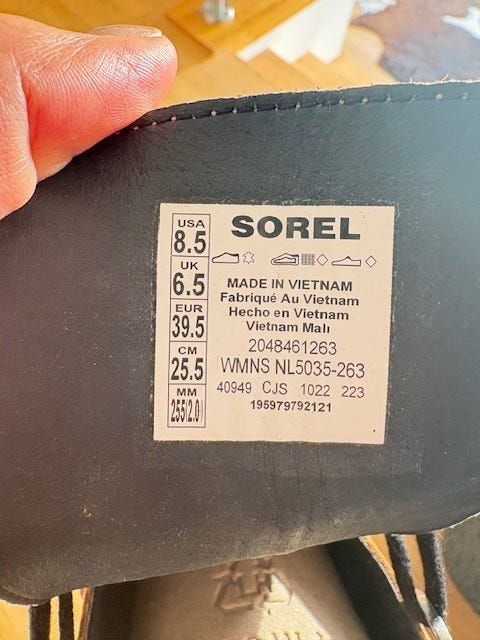 SOREL
USA
8.5
UK
6.5
EUR
39.5
CM
25.5
MM
255(2.0)
MADE IN VIETNAM
Fabriqué Au Vietnam
Hecho en Vietnam
Vietnam Malı
2048461263
WMNS NL5035-263
40949 CJS 1022 223
195979792121